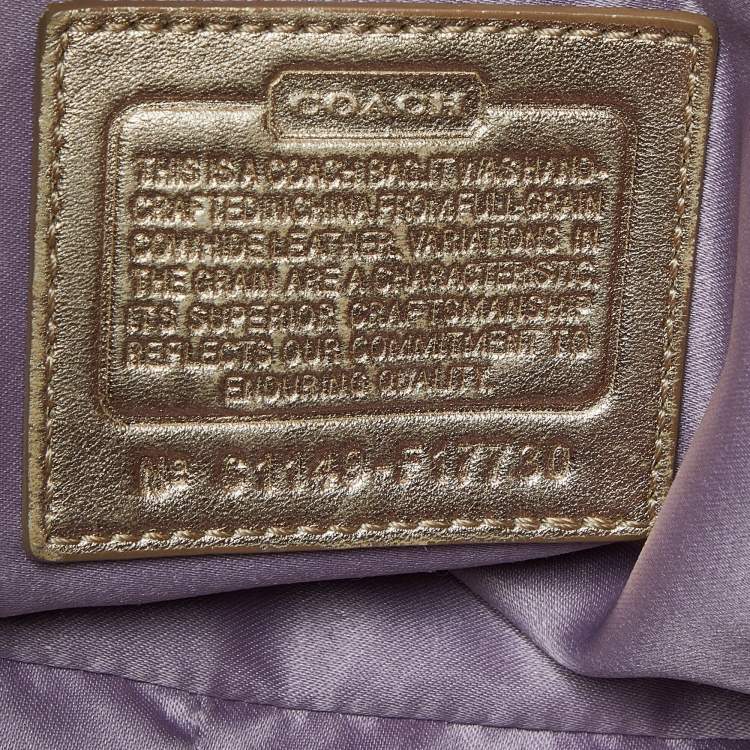 COACH
THIS IS A COACH BAG. IT WAS HAND-
CRAFTED IN CHINA FROM FULL-GRAIN
COWHIDE LEATHER, VARIATIONS IN
THE GRAIN ARE A CHARACTERISTIC.
ITS SUPERIOR CRAFTSMANSHIP
REFLECTS OUR COMMITMENT TO
ENDURING QUALITY.
Nº C1149-F17730